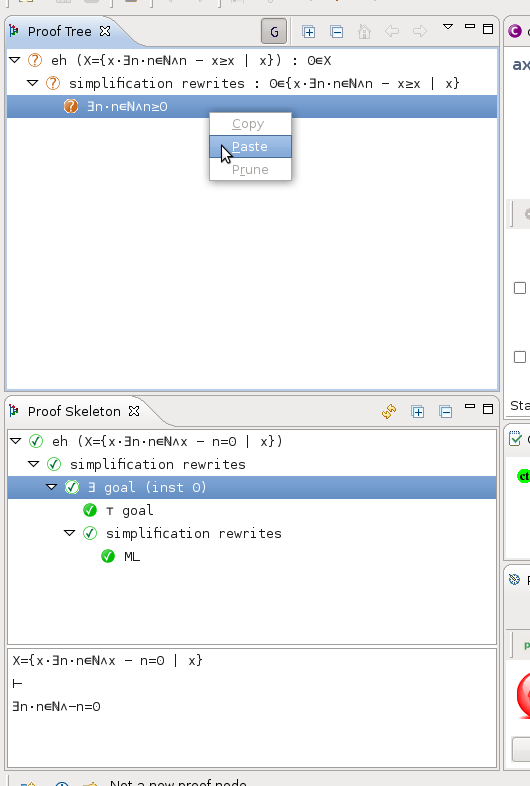 Proof Tree
G
eh (X={x·∃n·n∈ℕ∧n − x≥x | x}) : 0∈X
simplification rewrites : 0∈{x·∃n·n∈ℕ∧n − x≥x | x}
∃n·n∈ℕ∧n≥0
Copy
Paste
Prune
Proof Skeleton
eh (X={x·∃n·n∈ℕ∧x − n=0 | x})
simplification rewrites
∃ goal (inst 0)
⊤ goal
simplification rewrites
ML
X={x·∃n·n∈ℕ∧x − n=0 | x}
⊢
∃n·n∈ℕ∧−n=0
ax
Sta
ct
Not a new proof node